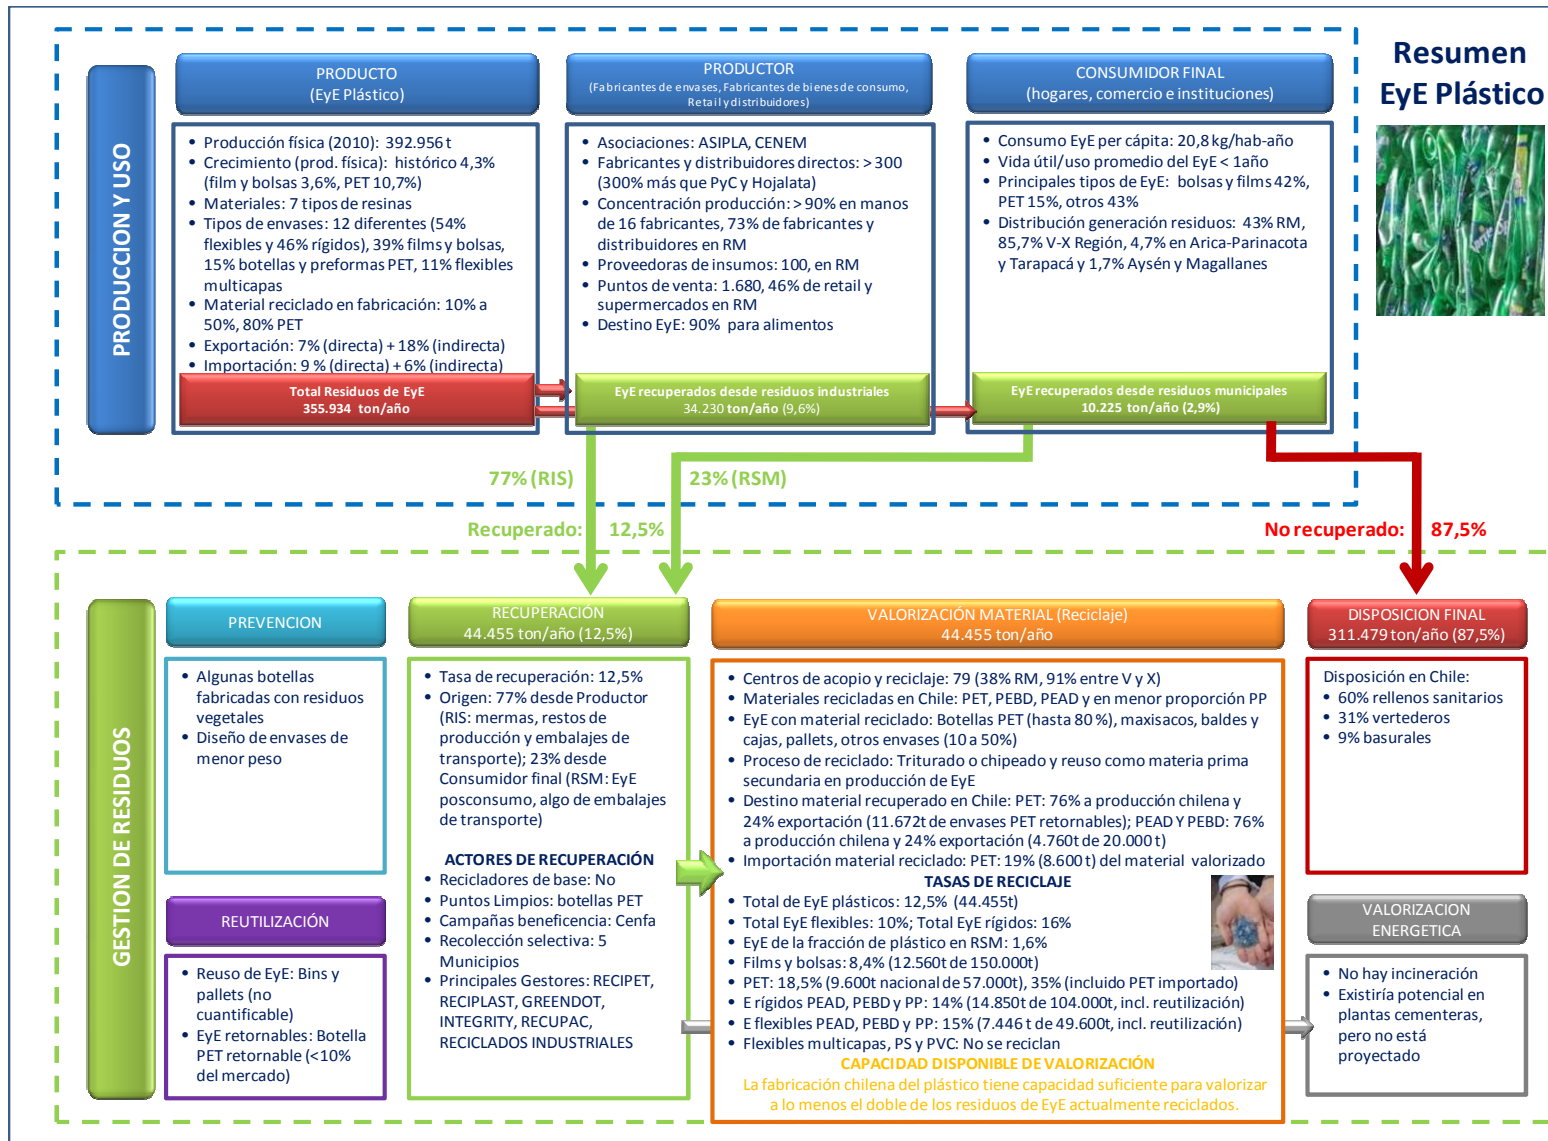 Resumen
EyE Plástico
PRODUCCION Y USO
PRODUCTO
(EyE Plástico)
• Producción física (2010): 392.956 t
• Crecimiento (prod. física): histórico 4,3%
(film y bolsas 3,6%, PET 10,7%)
• Materiales: 7 tipos de resinas
• Tipos de envases: 12 diferentes (54%
flexibles y 46% rígidos), 39% films y bolsas,
15% botellas y preformas PET, 11% flexibles
multicapas
• Material reciclado en fabricación: 10% a
50%, 80% PET
• Exportación: 7% (directa) + 18% (indirecta)
• Importación: 9 % (directa) + 6% (indirecta)
Total Residuos de EyE
355.934 ton/año
PRODUCTOR
(Fabricantes de envases, Fabricantes de bienes de consumo,
Retail y distribuidores)
• Asociaciones: ASIPLA, CENEM
• Fabricantes y distribuidores directos: > 300
(300% más que PyC y Hojalata)
• Concentración producción: > 90% en manos
de 16 fabricantes, 73% de fabricantes y
distribuidores en RM
• Proveedoras de insumos: 100, en RM
• Puntos de venta: 1.680, 46% de retail y
supermercados en RM
• Destino EyE: 90% para alimentos
EyE recuperados desde residuos industriales
34.230 ton/año (9,6%)
CONSUMIDOR FINAL
(hogares, comercio e instituciones)
• Consumo EyE per cápita: 20,8 kg/hab-año
• Vida útil/uso promedio del EyE < 1año
• Principales tipos de EyE: bolsas y films 42%,
PET 15%, otros 43%
• Distribución generación residuos: 43% RM,
85,7% V-X Región, 4,7% en Arica-Parinacota
y Tarapacá y 1,7% Aysén y Magallanes
EyE recuperados desde residuos municipales
10.225 ton/año (2,9%)
77% (RIS)
23% (RSM)
Recuperado: 12,5%
No recuperado: 87,5%
GESTION DE RESIDUOS
PREVENCION
• Algunas botellas
fabricadas con residuos
vegetales
• Diseño de envases de
menor peso
REUTILIZACIÓN
• Reuso de EyE: Bins y
pallets (no
cuantificable)
• EyE retornables: Botella
PET retornable (<10%
del mercado)
RECUPERACIÓN
44.455 ton/año (12,5%)
• Tasa de recuperación: 12,5%
• Origen: 77% desde Productor
(RIS: mermas, restos de
producción y embalajes de
transporte); 23% desde
Consumidor final (RSM: EyE
posconsumo, algo de embalajes
de transporte)
ACTORES DE RECUPERACIÓN
• Recicladores de base: No
• Puntos Limpios: botellas PET
• Campañas beneficencia: Cenfa
• Recolección selectiva: 5
Municipios
• Principales Gestores: RECIPET,
RECIPLAST, GREENDOT,
INTEGRITY, RECUPAC,
RECICLADOS INDUSTRIALES
VALORIZACIÓN MATERIAL (Reciclaje)
44.455 ton/año
• Centros de acopio y reciclaje: 79 (38% RM, 91% entre V y X)
• Materiales recicladas en Chile: PET, PEBD, PEAD y en menor proporción PP
• EyE con material reciclado: Botellas PET (hasta 80 %), maxisacos, baldes y
cajas, pallets, otros envases (10 a 50%)
• Proceso de reciclado: Triturado o chipeado y reuso como materia prima
secundaria en producción de EyE
• Destino material recuperado en Chile: PET: 76% a producción chilena y
24% exportación (11.672t de envases PET retornables); PEAD Y PEBD: 76%
a producción chilena y 24% exportación (4.760t de 20.000 t)
• Importación material reciclado: PET: 19% (8.600 t) del material valorizado
TASAS DE RECICLAJE
• Total de EyE plásticos: 12,5% (44.455t)
• Total EyE flexibles: 10%; Total EyE rígidos: 16%
• EyE de la fracción de plástico en RSM: 1,6%
• Films y bolsas: 8,4% (12.560t de 150.000t)
• PET: 18,5% (9.600t nacional de 57.000t), 35% (incluido PET importado)
• E rígidos PEAD, PEBD y PP: 14% (14.850t de 104.000t, incl. reutilización)
• E flexibles PEAD, PEBD y PP: 15% (7.446 t de 49.600t, incl. reutilización)
• Flexibles multicapas, PS y PVC: No se reciclan
CAPACIDAD DISPONIBLE DE VALORIZACIÓN
La fabricación chilena del plástico tiene capacidad suficiente para valorizar
a lo menos el doble de los residuos de EyE actualmente reciclados.
DISPOSICION FINAL
311.479 ton/año (87,5%)
Disposición en Chile:
• 60% rellenos sanitarios
• 31% vertederos
• 9% basurales
VALORIZACION
ENERGETICA
• No hay incineración
• Existiría potencial en
plantas cementeras,
pero no está
proyectado